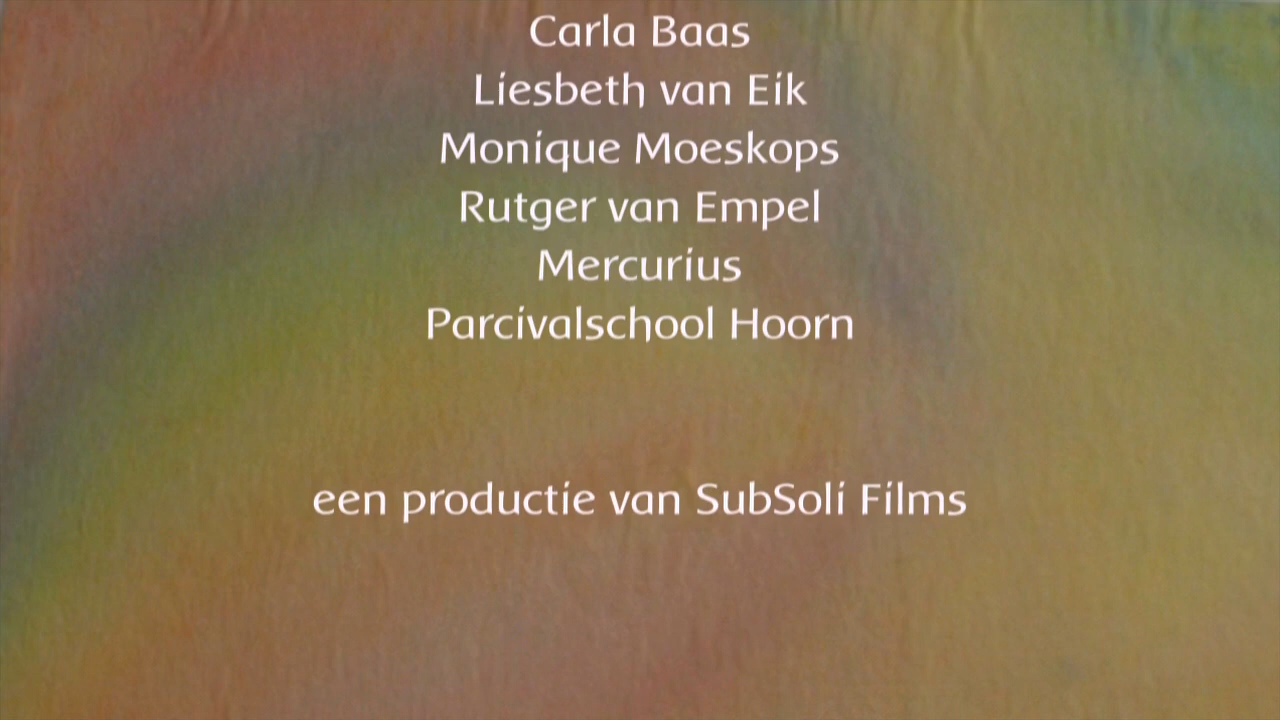 Carla Baas
Liesbeth van Eik
Monique Moeskops
Rutger van Empel
Mercurius
Parcivalschool Hoorn
een productie van SubSoli Films